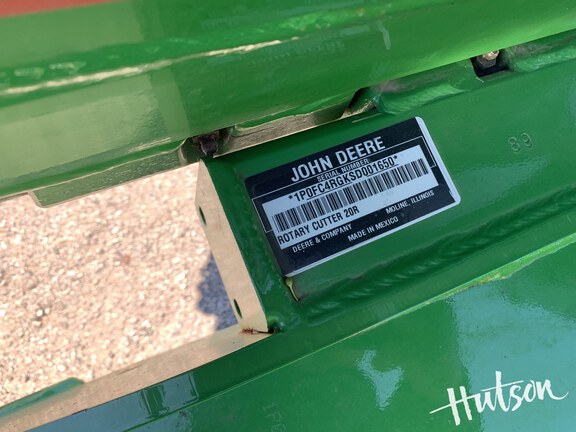 JOHN DEERE
SERIAL NUMBER
*1P0FC4RGKSD001650*
ROTARY CUTTER 20R
DEERE & COMPANY MOLINE, ILLINOIS
MADE IN MEXICO
Hutson